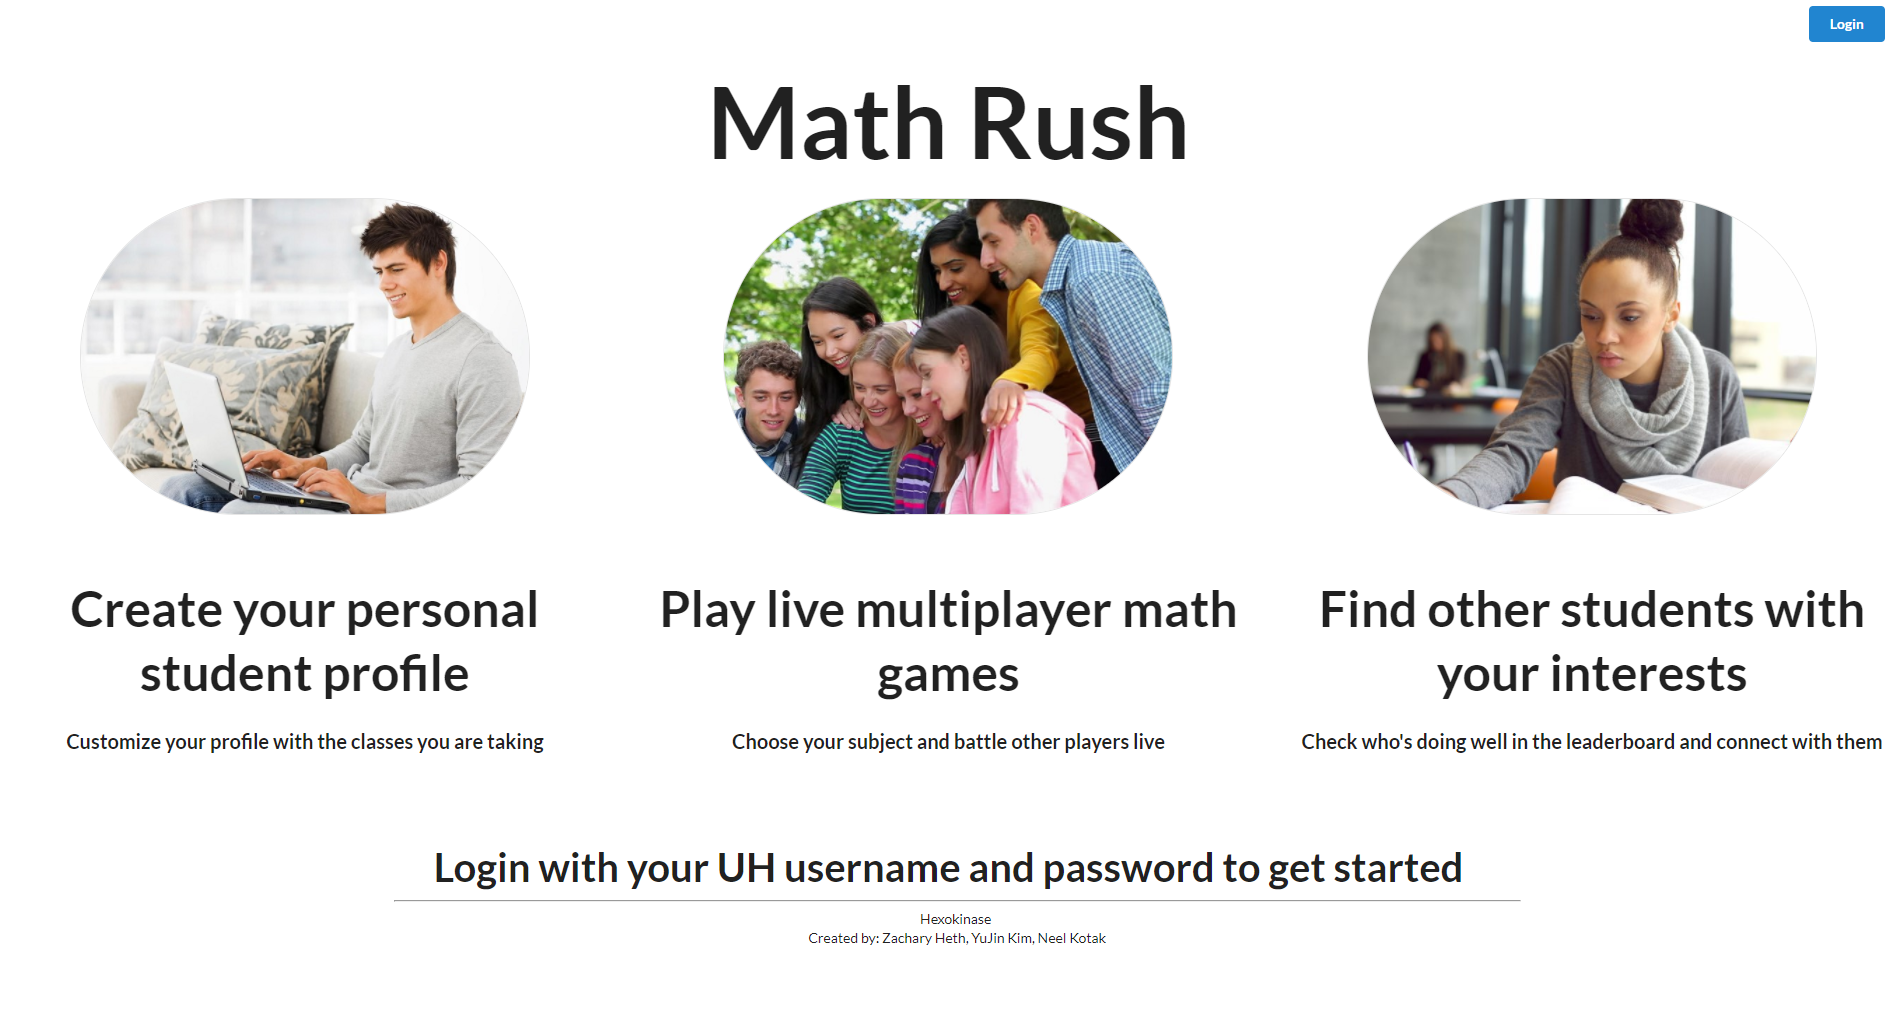 Login
Math Rush
Create your personal
student profile
Customize your profile with the classes you are taking
Play live multiplayer math
games
Choose your subject and battle other players live
Find other students with
your interests
Check who's doing well in the leaderboard and connect with them
Login with your UH username and password to get started
Hexokinase
Created by: Zachary Heth, YuJin Kim, Neel Kotak